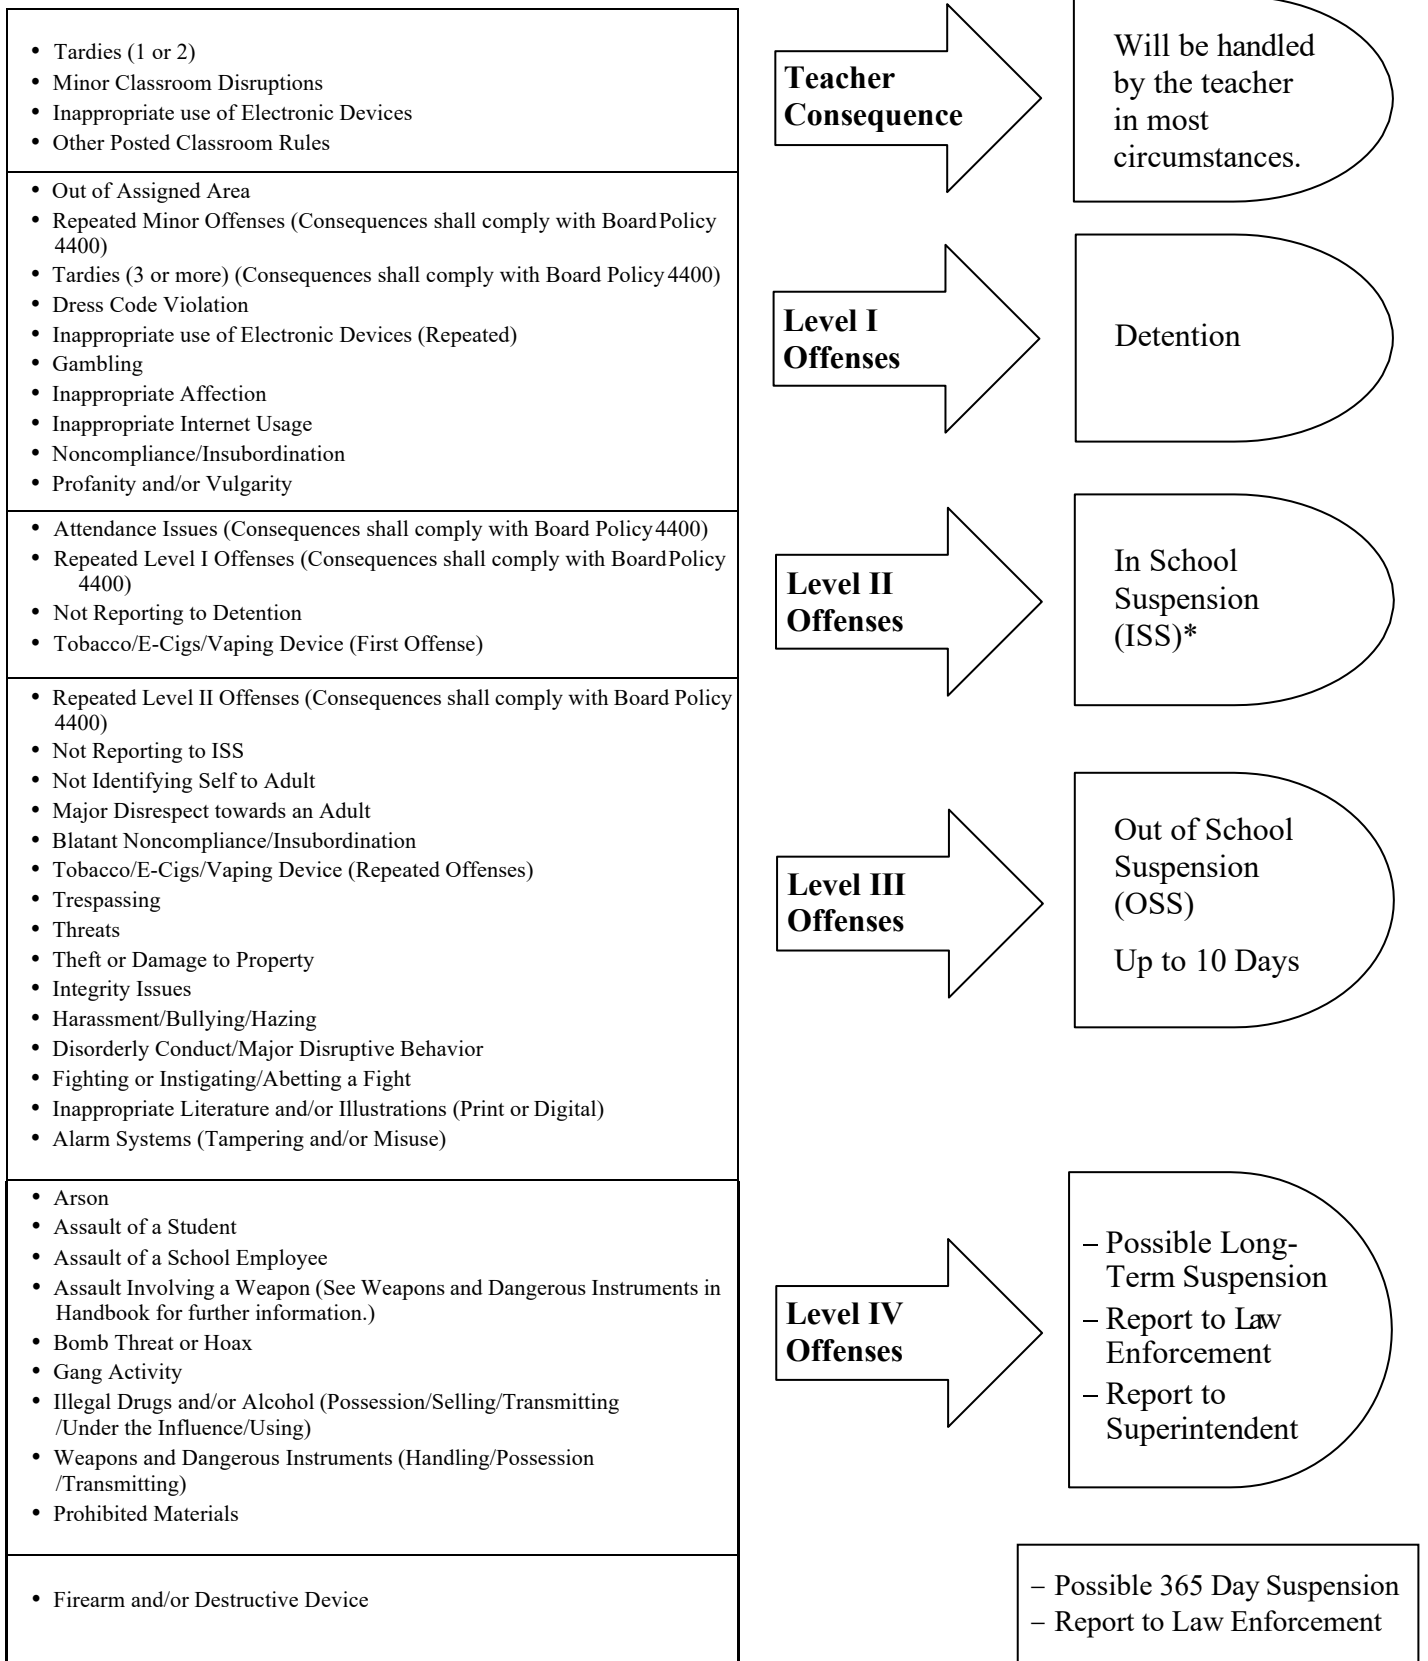 • Tardies (1 or 2)
• Minor Classroom Disruptions
• Inappropriate use of Electronic Devices
• Other Posted Classroom Rules
Teacher
Consequence
Will be handled
by the teacher
in most
circumstances.
• Out of Assigned Area
• Repeated Minor Offenses (Consequences shall comply with Board Policy
4400)
• Tardies (3 or more) (Consequences shall comply with Board Policy 4400)
• Dress Code Violation
• Inappropriate use of Electronic Devices (Repeated)
• Gambling
• Inappropriate Affection
• Inappropriate Internet Usage
• Noncompliance/Insubordination
• Profanity and/or Vulgarity
Level I
Offenses
Detention
• Attendance Issues (Consequences shall comply with Board Policy 4400)
• Repeated Level I Offenses (Consequences shall comply with Board Policy
4400)
• Not Reporting to Detention
• Tobacco/E-Cigs/Vaping Device (First Offense)
Level II
Offenses
In School
Suspension
(ISS)*
• Repeated Level II Offenses (Consequences shall comply with Board Policy
4400)
• Not Reporting to ISS
• Not Identifying Self to Adult
• Major Disrespect towards an Adult
• Blatant Noncompliance/Insubordination
• Tobacco/E-Cigs/Vaping Device (Repeated Offenses)
• Trespassing
• Threats
• Theft or Damage to Property
• Integrity Issues
• Harassment/Bullying/Hazing
• Disorderly Conduct/Major Disruptive Behavior
• Fighting or Instigating/Abetting a Fight
• Inappropriate Literature and/or Illustrations (Print or Digital)
• Alarm Systems (Tampering and/or Misuse)
Level III
Offenses
Out of School
Suspension
(OSS)
Up to 10 Days
• Arson
• Assault of a Student
• Assault of a School Employee
• Assault Involving a Weapon (See Weapons and Dangerous Instruments in
Handbook for further information.)
• Bomb Threat or Hoax
• Gang Activity
• Illegal Drugs and/or Alcohol (Possession/Selling/Transmitting
/Under the Influence/Using)
• Weapons and Dangerous Instruments (Handling/Possession
/Transmitting)
• Prohibited Materials
Level IV
Offenses
– Possible Long-
Term Suspension
– Report to Law
Enforcement
– Report to
Superintendent
• Firearm and/or Destructive Device
– Possible 365 Day Suspension
– Report to Law Enforcement